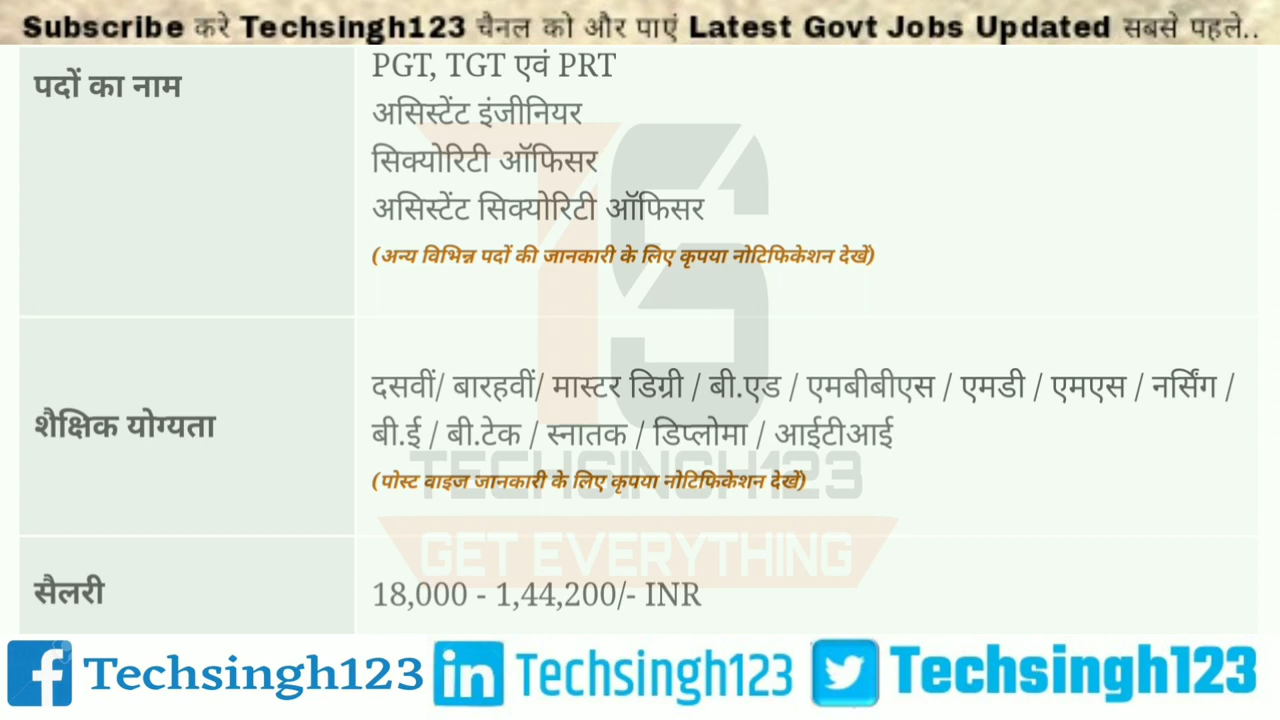 Subscribe करे Techsingh123 चैनल को और पाएं Latest Govt Jobs Updated सबसे पहले..
पदों का नाम
PGT, TGT एवं PRT
असिस्टेंट इंजीनियर
सिक्योरिटी ऑफिसर
असिस्टेंट सिक्योरिटी ऑफिसर
(अन्य विभिन्न पदों की जानकारी के लिए कृपया नोटिफिकेशन देखें)
शैक्षिक योग्यता
दसवीं/ बारहवीं/ मास्टर डिग्री / बी.एड / एमबीबीएस / एमडी / एमएस / नर्सिंग /
बी.ई / बी.टेक / स्नातक / डिप्लोमा / आईटीआई
(पोस्ट वाइज जानकारी के लिए कृपया नोटिफिकेशन देखें)
TS
TECHSINGH123
GET EVERYTHING
सैलरी
18,000 - 1,44,200/- INR
Techsingh123
Techsingh123
Techsingh123